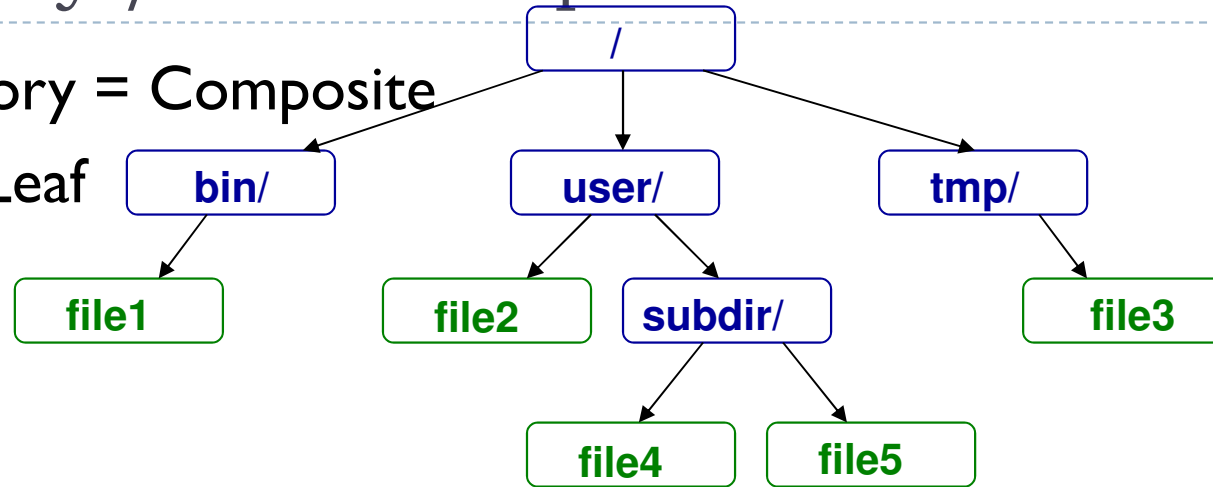 /
ory = Composite
Leaf
bin/ user/ tmp/
file1 file2 subdir/ file3
file4 file5